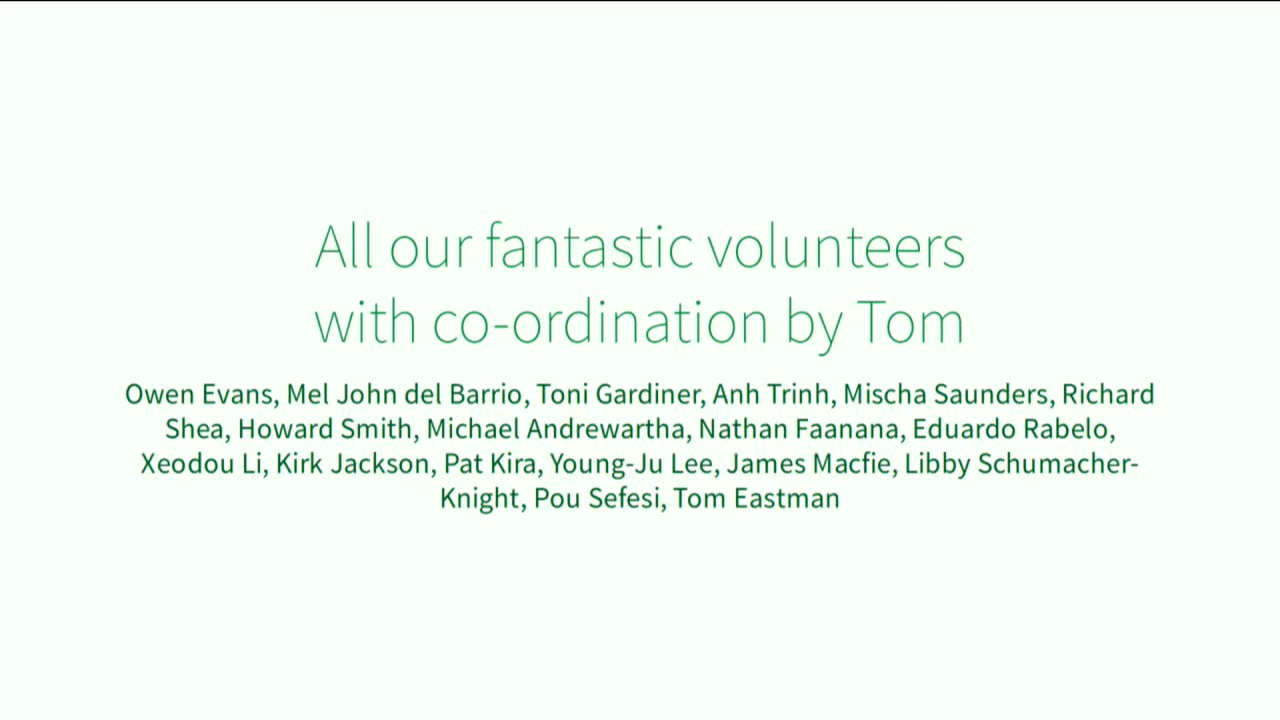 All our fantastic volunteers
with co-ordination by Tom
Owen Evans, Mel John del Barrio, Toni Gardiner, Anh Trinh, Mischa Saunders, Richard
Shea, Howard Smith, Michael Andrewartha, Nathan Faanana, Eduardo Rabelo,
Xeodou Li, Kirk Jackson, Pat Kira, Young-Ju Lee, James Macfie, Libby Schumacher-
Knight, Pou Sefesi, Tom Eastman